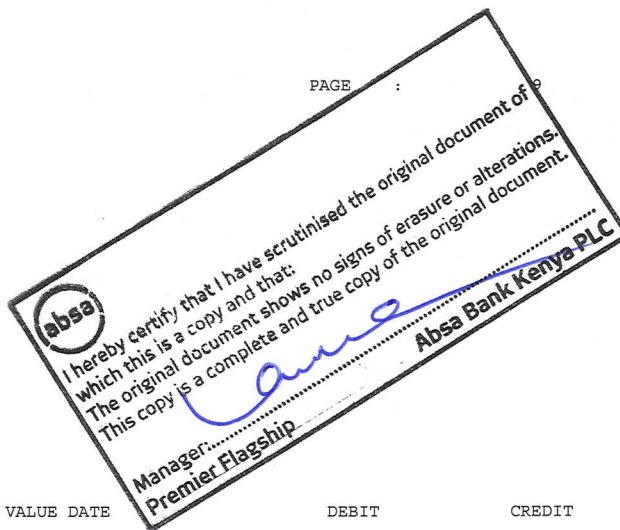 PAGE : 9
absa
I hereby certify that I have scrutinised the original document of
which this is a copy and that:
The original document shows no signs of erasure or alterations.
This copy is a complete and true copy of the original document.
Manager:..........................................
Premier Flagship
Absa Bank Kenya PLC
VALUE DATE DEBIT CREDIT